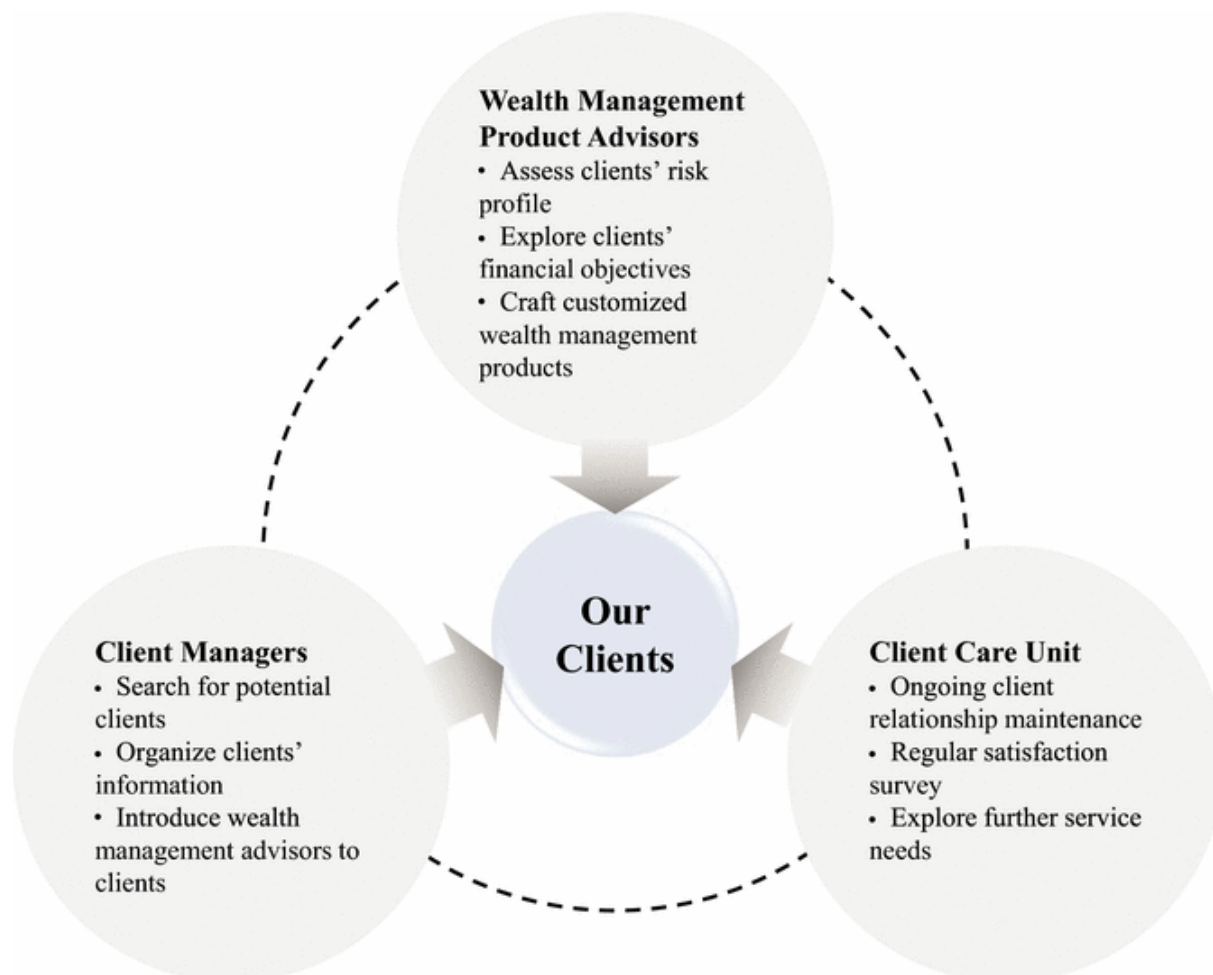 Wealth Management
Product Advisors
• Assess clients’ risk
profile
• Explore clients’
financial objectives
• Craft customized
wealth management
products
Our
Clients
Client Managers
• Search for potential
clients
• Organize clients’
information
• Introduce wealth
management advisors to
clients
Client Care Unit
• Ongoing client
relationship maintenance
• Regular satisfaction
survey
• Explore further service
needs